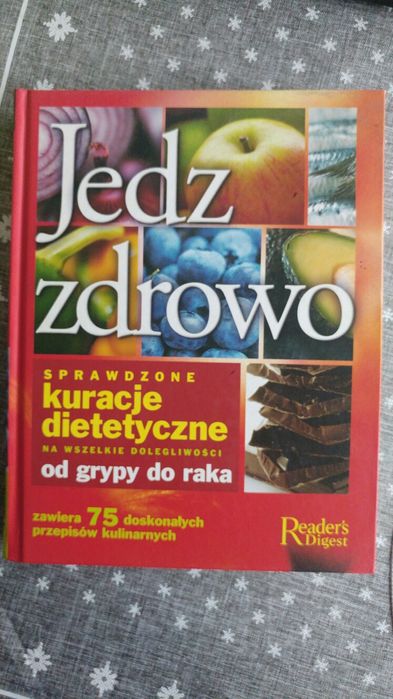 Jedz
zdrowo
SPRAWDZONE
kuracje
dietetyczne
NA WSZELKIE DOLEGLIWOŚCI
od grypy do raka
zawiera 75 doskonałych
przepisów kulinarnych
Reader's
Digest